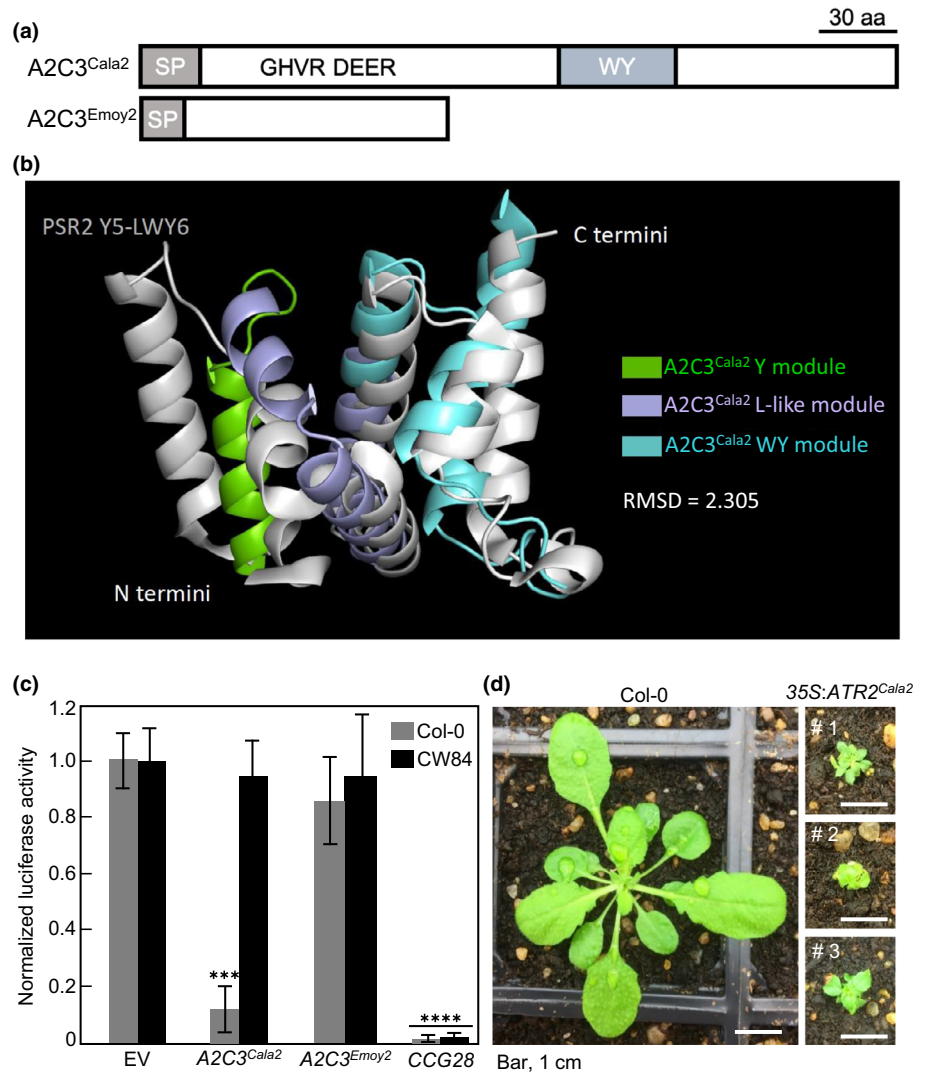 (a)
30 aa
A2C3Cala2 SP GHVR DEER WY
A2C3Emoy2 SP
(b)
PSR2 Y5-LWY6
C termini
A2C3Cala2 Y module
A2C3Cala2 L-like module
A2C3Cala2 WY module
RMSD = 2.305
N termini
(c)
Normalized luciferase activity
1.2
1.0
0.8
0.6
0.4
0.2
0
Col-0
CW84
***
****
EV A2C3Cala2 A2C3Emoy2 CCG28
(d)
Col-0
35S:ATR2Cala2
# 1
# 2
# 3
Bar, 1 cm